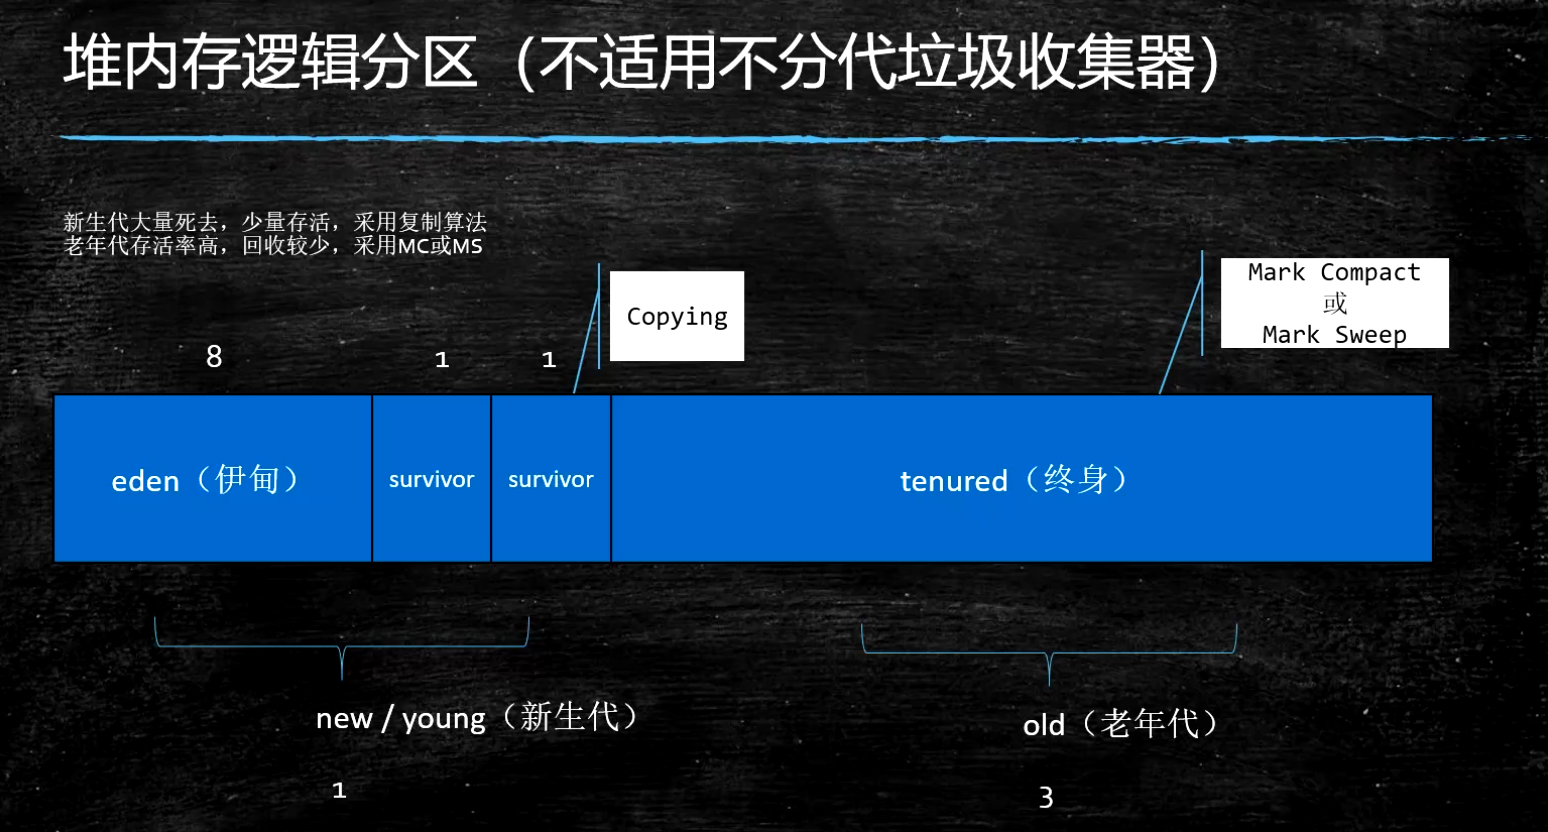 堆内存逻辑分区（不适用不分代垃圾收集器）
新生代大量死去，少量存活，采用复制算法
老年代存活率高，回收较少，采用MC或MS
Copying
Mark Compact
或
Mark Sweep
8
1
1
eden（伊甸）
survivor
survivor
tenured（终身）
new / young（新生代）
old（老年代）
1
3